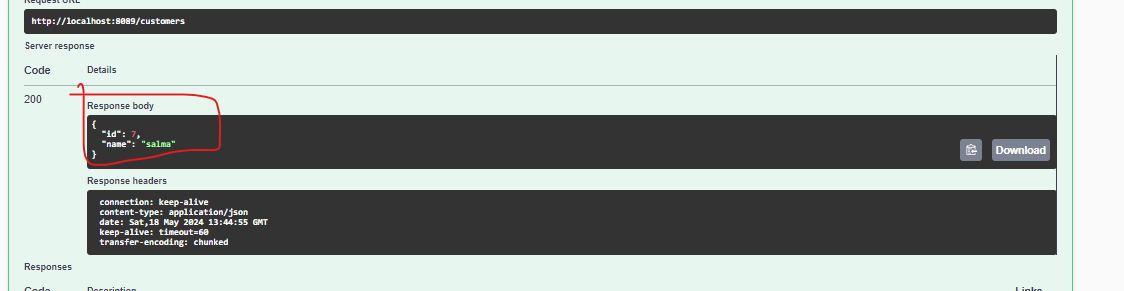 Request URL
http://localhost:8089/customers
Server response
Code Details
200
Response body
{
"id": 7,
"name": "salma"
}
Download
Response headers
connection: keep-alive
content-type: application/json
date: Sat,18 May 2024 13:44:55 GMT
keep-alive: timeout=60
transfer-encoding: chunked
Responses
Code Description Links